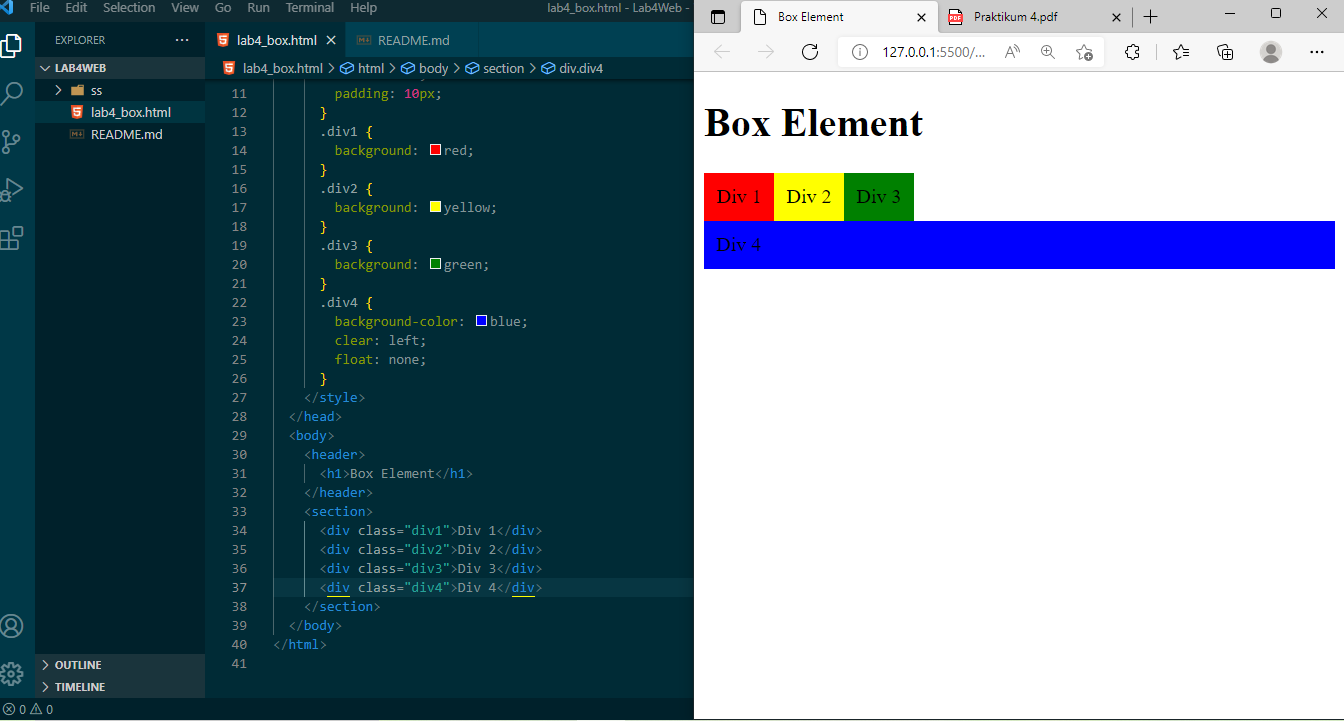 File Edit Selection View Go Run Terminal Help lab4_box.html - Lab4Web -
EXPLORER ...
LAB4WEB
ss
lab4_box.html
README.md
OUTLINE
TIMELINE
0 0
lab4_box.html README.md
lab4_box.html > html > body > section > div.div4
11 padding: 10px;
12 }
13 .div1 {
14 background: red;
15 }
16 .div2 {
17 background: yellow;
18 }
19 .div3 {
20 background: green;
21 }
22 .div4 {
23 background-color: blue;
24 clear: left;
25 float: none;
26 }
27 </style>
28 </head>
29 <body>
30 <header>
31 <h1>Box Element</h1>
32 </header>
33 <section>
34 <div class="div1">Div 1</div>
35 <div class="div2">Div 2</div>
36 <div class="div3">Div 3</div>
37 <div class="div4">Div 4</div>
38 </section>
39 </body>
40 </html>
41
Box Element PDF Praktikum 4.pdf
127.0.0.1:5500/...
Box Element
Div 1 Div 2 Div 3
Div 4